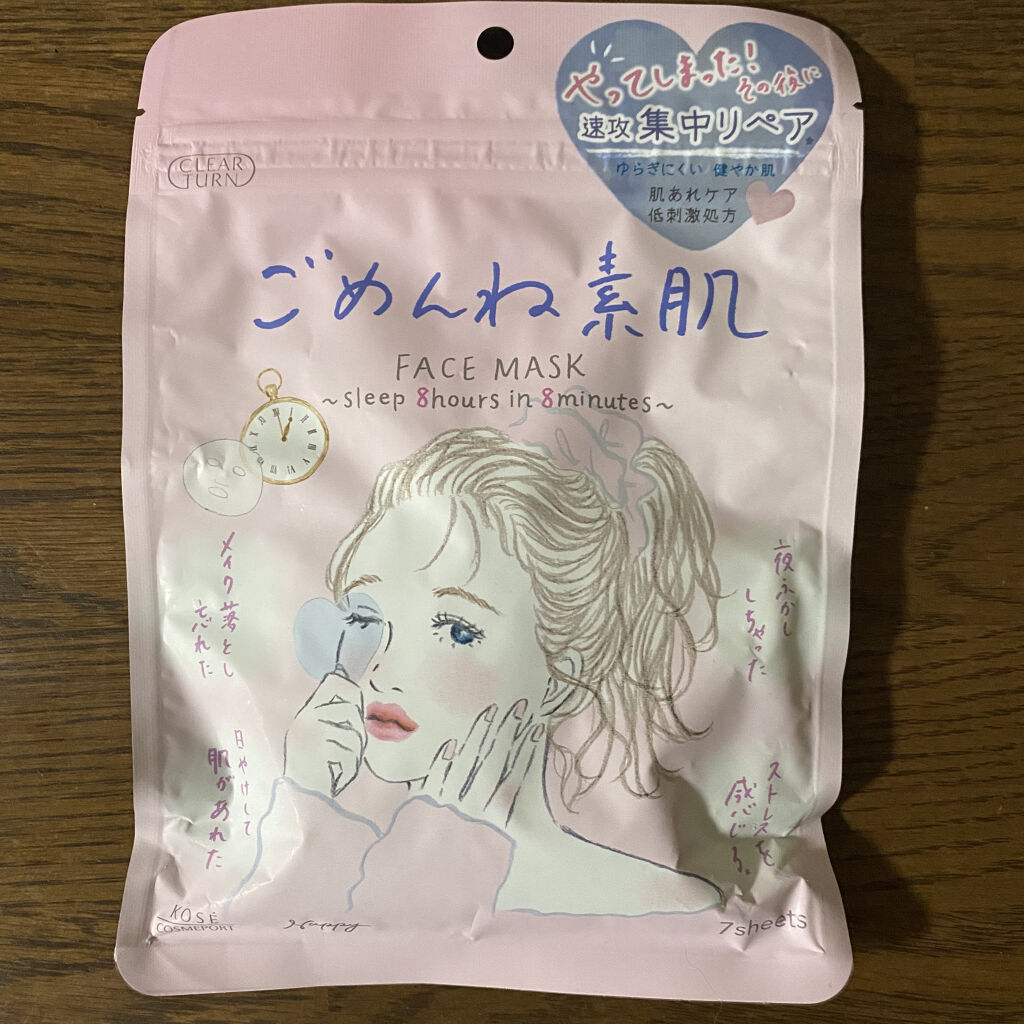 やってしまった！
その後に
速攻 集中リペア
ゆらぎにくい 健やか肌
肌あれケア
低刺激処方
CLEAR
TURN
ごめんね素肌
FACE MASK
~sleep 8hours in 8minutes~
メイク落とし
忘れた
夜ふかし
しちゃった
日やけして
肌があれた
ストレスを
感じる。
KOSÉ
COSMEPORT
7sheets